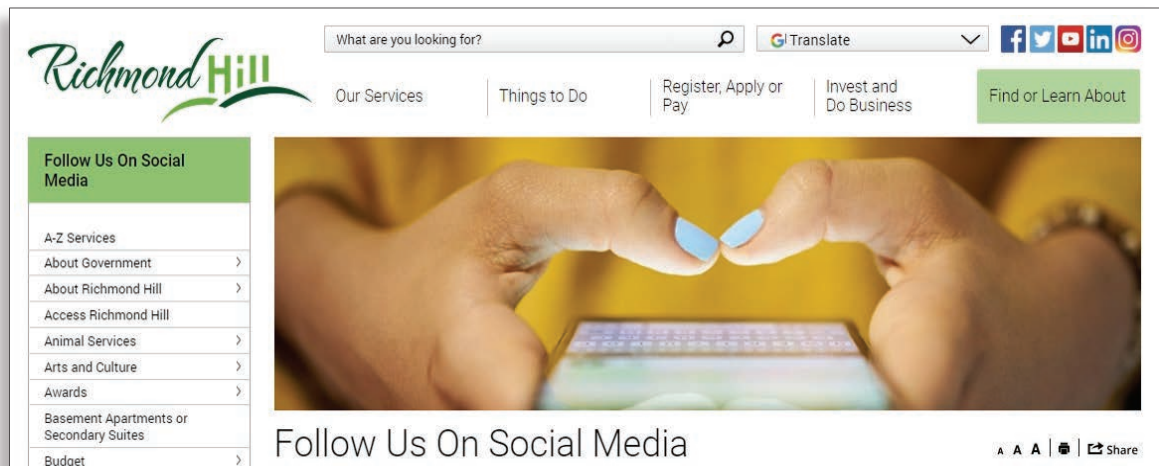 Richmond Hill
What are you looking for?
G Translate
Our Services
Things to Do
Register, Apply or
Pay
Invest and
Do Business
Find or Learn About
Follow Us On Social
Media
A-Z Services
About Government
About Richmond Hill
Access Richmond Hill
Animal Services
Arts and Culture
Awards
Basement Apartments or
Secondary Suites
Budget
Follow Us On Social Media
A A A
Share